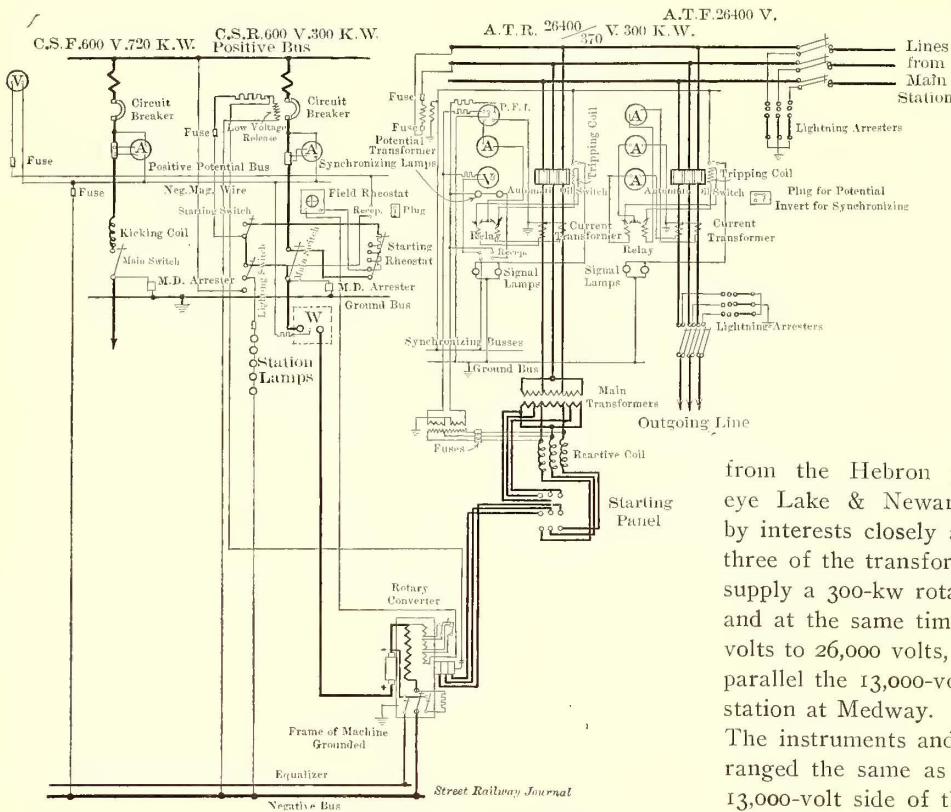 C.S.F.600 V.720 K.W.
C.S.R.600 V.300 K.W.
Positive Bus
A.T.R. 26400/370 V. 300 K.W.
A.T.F.26400 V.
Lines
from
Main
Station
V
Circuit
Breaker
Fuse
Low Voltage
Release
Circuit
Breaker
Fuse
Fuse
Potential
Transformer
P.F.I.
Tripping Coil
Lightning Arresters
A
A
A
A
A
A
V
Fuse
Positive Potential Bus
Synchronizing Lamps
Automatic Oil Switch
Automatic Oil Switch
Tripping Coil
Fuse
Neg.Mag. Wire
Field Rheostat
Recep.
Plug
Plug for Potential
Invert for Synchronizing
Starting Switch
Kicking Coil
Main Switch
Main Switch
Starting
Rheostat
Relay
Recep.
Current
Transformer
Relay
Current
Transformer
Signal
Lamps
Signal
Lamps
M.D. Arrester
Lighting Switch
M.D. Arrester
Ground Bus
W
Synchronizing Busses
Lightning Arresters
Station
Lamps
Ground Bus
Main
Transformers
Outgoing Line
Fuses
Reactive Coil
Starting
Panel
Rotary
Converter
-
+
Frame of Machine
Grounded
Equalizer
Negative Bus
Street Railway Journal
from the Hebron
eye Lake & Newar
by interests closely a
three of the transfor
supply a 300-kw rota
and at the same tim
volts to 26,000 volts,
parallel the 13,000-vo
station at Medway.
The instruments and
ranged the same as
13,000-volt side of t